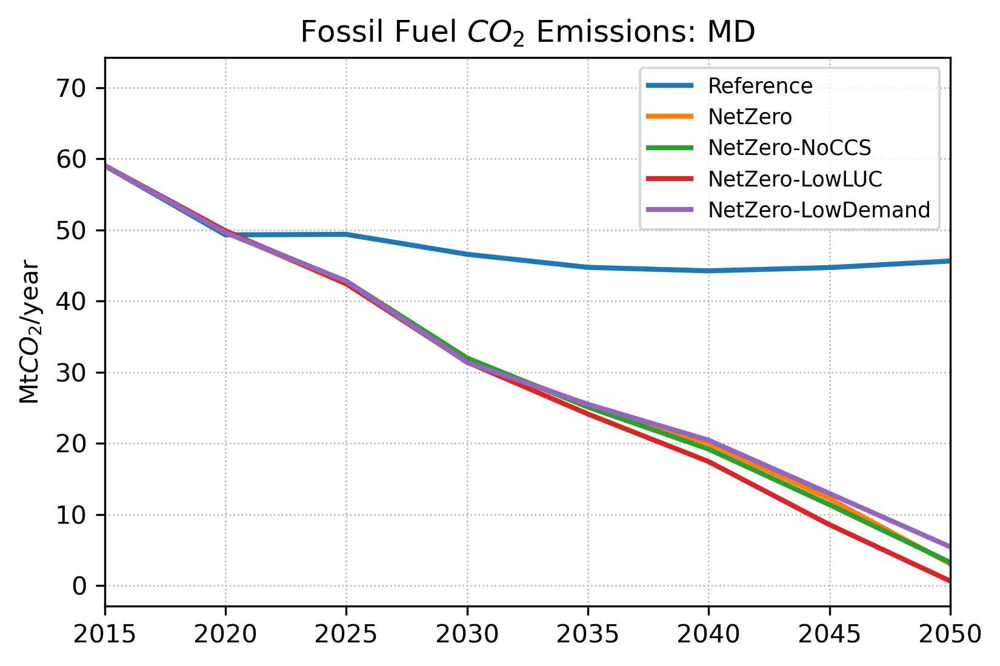 Fossil Fuel CO₂ Emissions: MD
MtCO₂/year
70
60
50
40
30
20
10
0
Reference
NetZero
NetZero-NoCCS
NetZero-LowLUC
NetZero-LowDemand
2015 2020 2025 2030 2035 2040 2045 2050